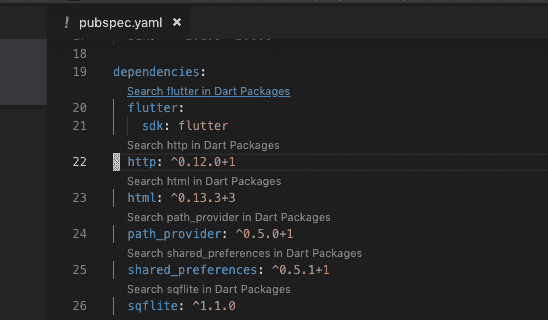 ! pubspec.yaml ×
18
19 dependencies:
Search flutter in Dart Packages
20 flutter:
21 sdk: flutter
Search http in Dart Packages
22 http: ^0.12.0+1
Search html in Dart Packages
23 html: ^0.13.3+3
Search path_provider in Dart Packages
24 path_provider: ^0.5.0+1
Search shared_preferences in Dart Packages
25 shared_preferences: ^0.5.1+1
Search sqflite in Dart Packages
26 sqflite: ^1.1.0